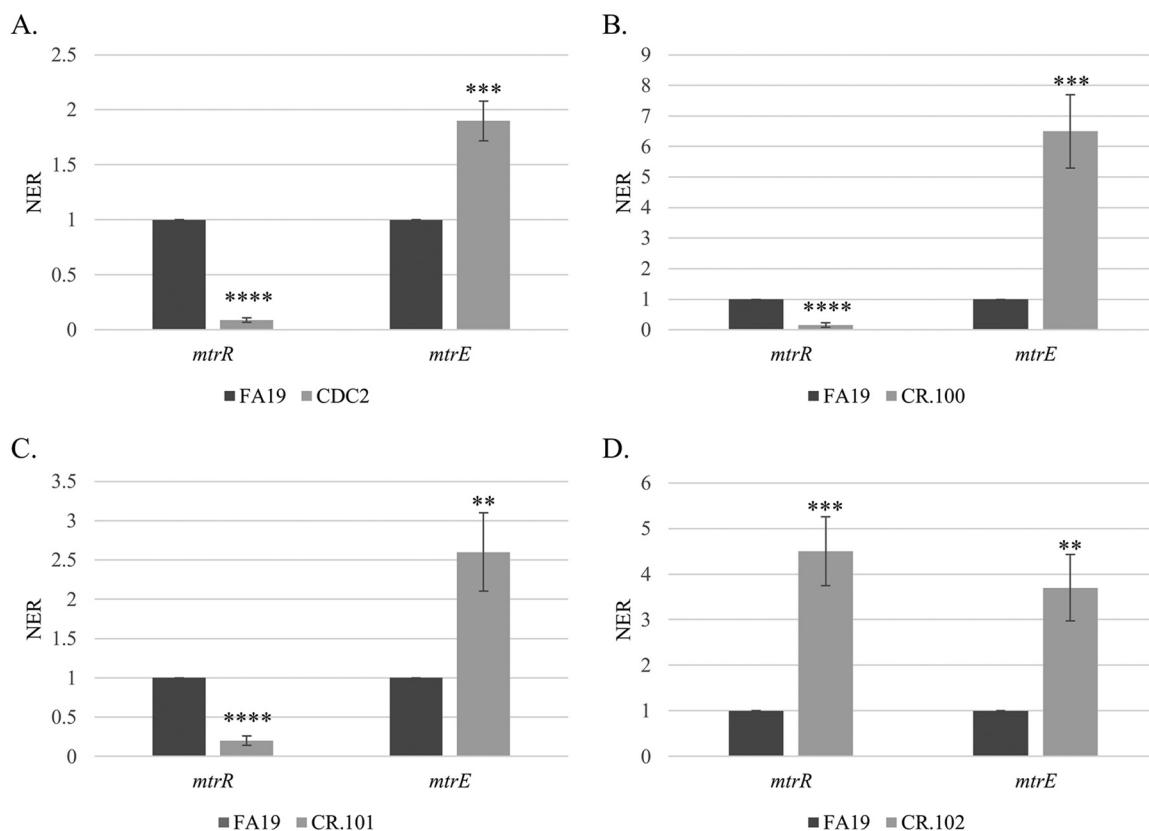 A.
2.5
2
1.5
1
0.5
0
NER
****
***
mtrR
mtrE
FA19 CDC2
B.
9
8
7
6
5
4
3
2
1
0
NER
****
***
mtrR
mtrE
FA19 CR.100
C.
3.5
3
2.5
2
1.5
1
0.5
0
NER
****
**
mtrR
mtrE
FA19 CR.101
D.
6
5
4
3
2
1
0
NER
***
**
mtrR
mtrE
FA19 CR.102